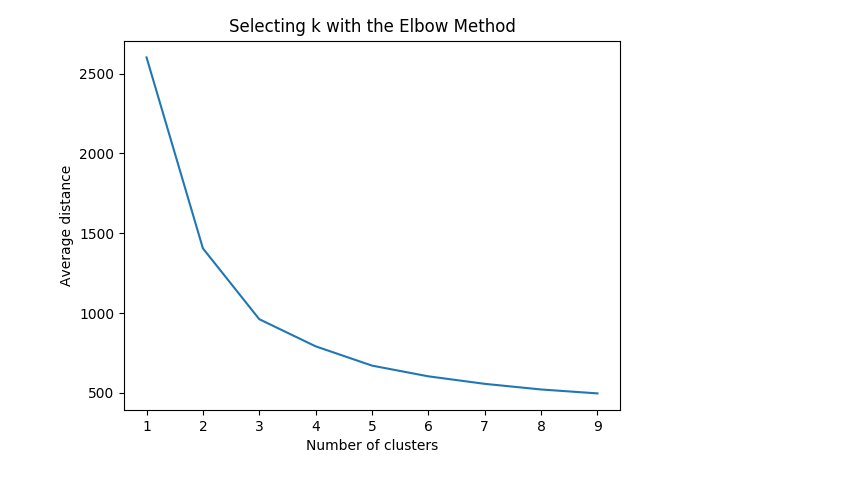 Selecting k with the Elbow Method
2500
2000
1500
1000
500
Average distance
1 2 3 4 5 6 7 8 9
Number of clusters